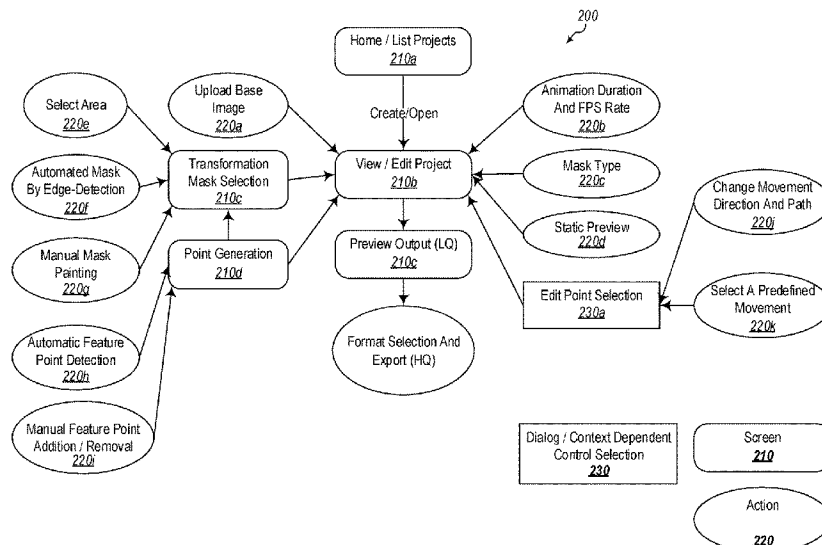 200
Home / List Projects
210a
Create/Open
Select Area
220e
Upload Base
Image
220a
Animation Duration
And FPS Rate
220b
Automated Mask
By Edge-Detection
220f
Transformation
Mask Selection
210c
View / Edit Project
210b
Mask Type
220c
Change Movement
Direction And Path
220j
Static Preview
220d
Manual Mask
Painting
220g
Point Generation
210d
Preview Output (LQ)
210c
Edit Point Selection
230a
Select A Predefined
Movement
220k
Automatic Feature
Point Detection
220h
Format Selection And
Export (HQ)
Manual Feature Point
Addition / Removal
220i
Dialog / Context Dependent
Control Selection
230
Screen
210
Action
220